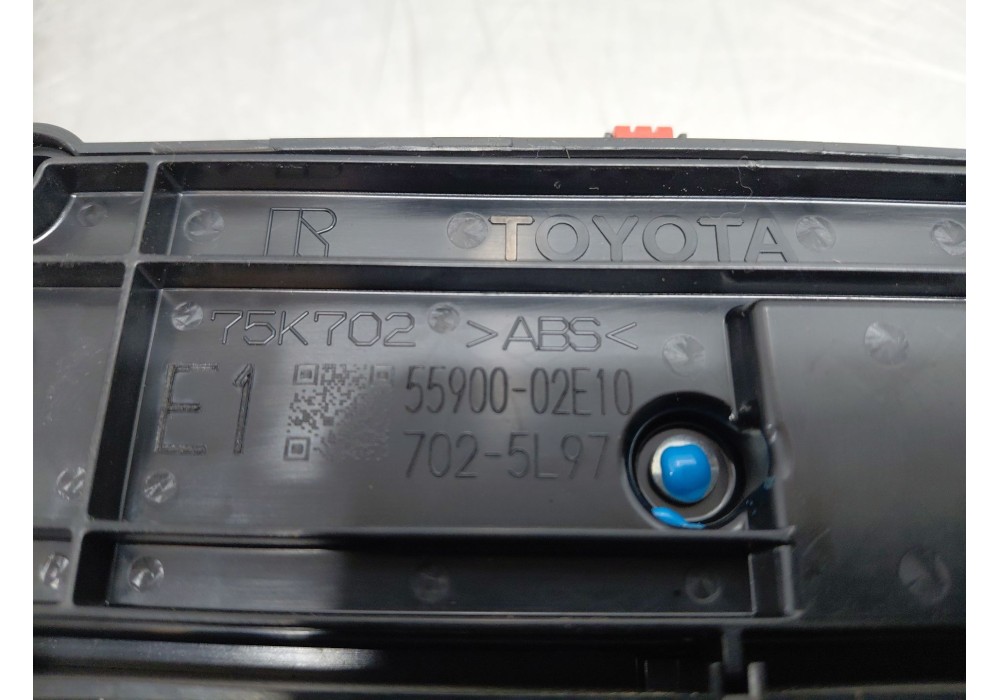 R TOYOTA
75K702 >ABS<
E1
55900-02E10
702-5L97